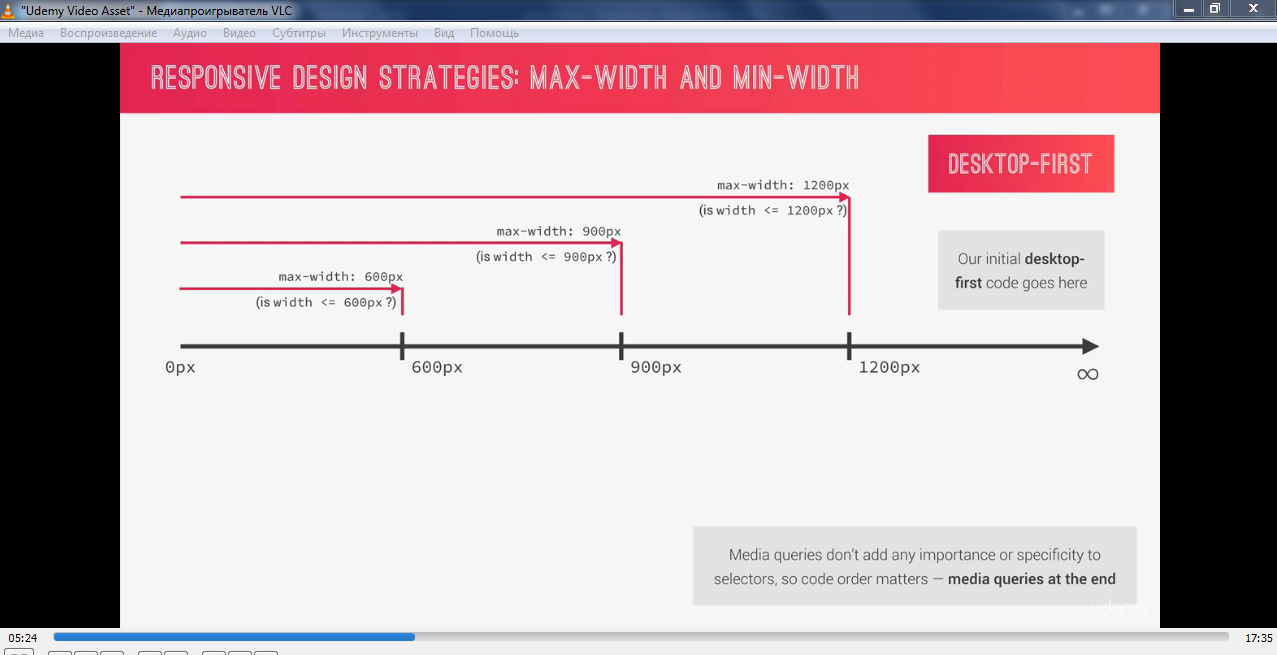 "Udemy Video Asset" - Медиапроигрыватель VLC
Медиа Воспроизведение Аудио Видео Субтитры Инструменты Вид Помощь
RESPONSIVE DESIGN STRATEGIES: MAX-WIDTH AND MIN-WIDTH
DESKTOP-FIRST
max-width: 1200px
(is width <= 1200px ?)
max-width: 900px
(is width <= 900px ?)
Our initial desktop-
first code goes here
max-width: 600px
(is width <= 600px ?)
0px 600px 900px 1200px ∞
Media queries don't add any importance or specificity to
selectors, so code order matters — media queries at the end
udemy
05:24 17:35